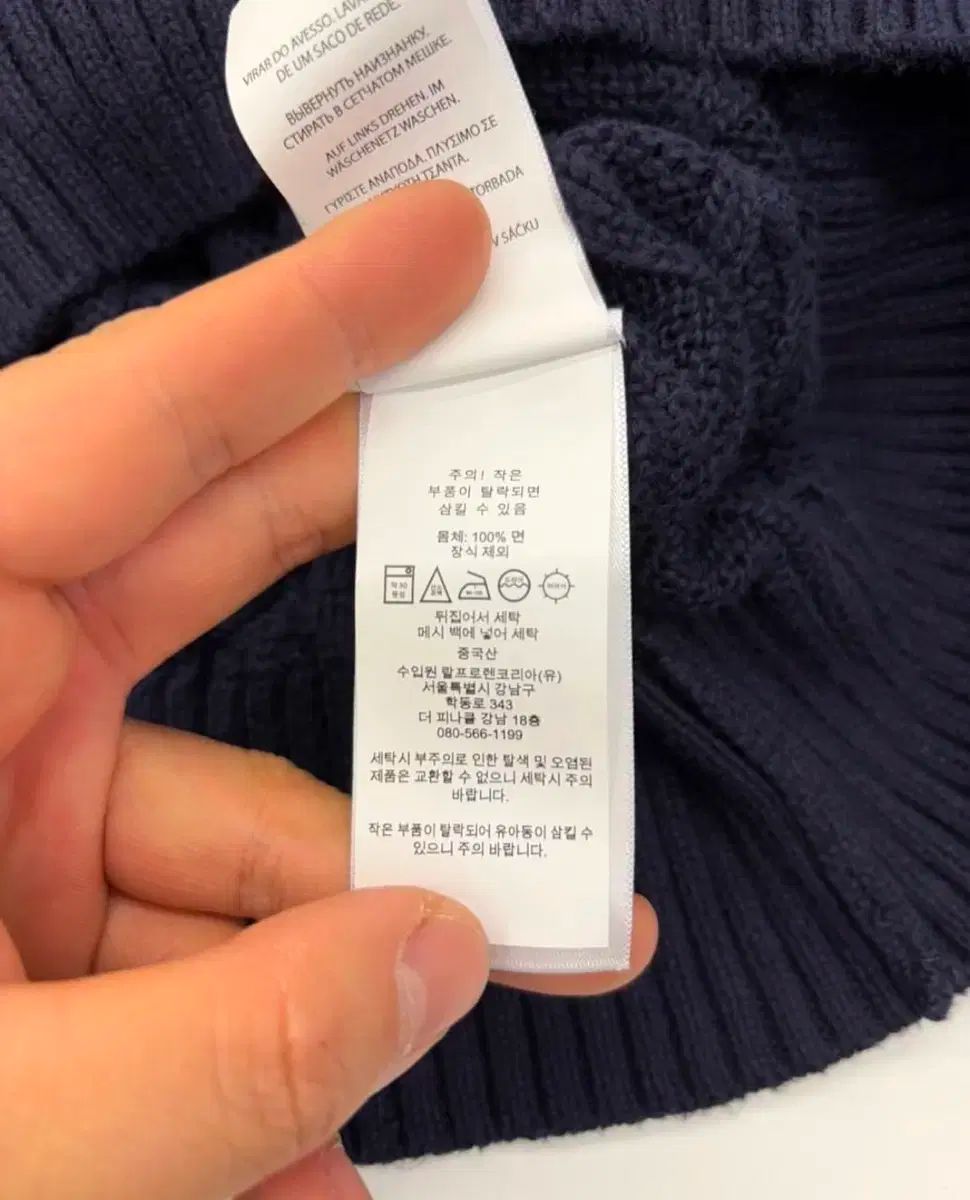 VIRAR DO AVESSO. LAVA
DE UM SACO DE REDE.
ВЫВЕРНУТЬ НАИЗНАНКУ.
СТИРАТЬ В СЕТЧАТОМ МЕШКЕ.
AUF LINKS DREHEN. IM
WÄSCHENETZ WASCHEN.
ΓΥΡΙΣΤΕ ΑΝΑΠΟΔΑ. ΠΛΥΣΙΜΟ ΣΕ
ΤΣΑΝΤΑ.
TORBADA
V SÁČKU
주의! 작은
부품이 탈락되면
삼킬 수 있음
몸체: 100% 면
장식 제외
약 30
중성
뒤집어서 세탁
메시 백에 넣어 세탁
중국산
수입원 랄프로렌코리아(유)
서울특별시 강남구
학동로 343
더 피나클 강남 18층
080-566-1199
세탁시 부주의로 인한 탈색 및 오염된
제품은 교환할 수 없으니 세탁시 주의
바랍니다.
작은 부품이 탈락되어 유아동이 삼킬 수
있으니 주의 바랍니다.